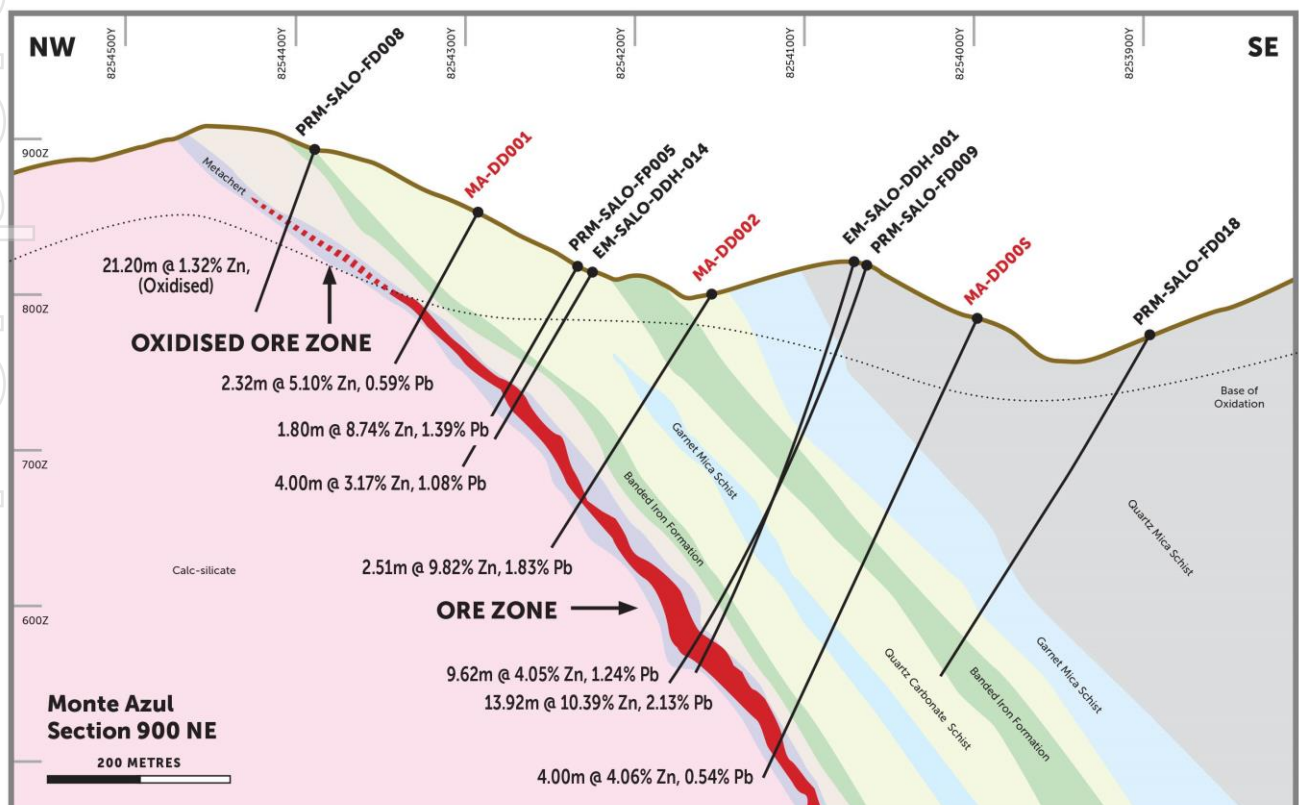 NW
SE
8254500Y
8254400Y
8254300Y
8254200Y
8254100Y
8254000Y
8253900Y
PRM-SALO-FD008
MA-DD001
PRM-SALO-FP005
EM-SALO-DDH-014
MA-DD002
EM-SALO-DDH-001
PRM-SALO-FD009
MA-DD00S
PRM-SALO-FD018
900Z
800Z
700Z
600Z
Metachert
21.20m @ 1.32% Zn,
(Oxidised)
OXIDISED ORE ZONE
2.32m @ 5.10% Zn, 0.59% Pb
1.80m @ 8.74% Zn, 1.39% Pb
4.00m @ 3.17% Zn, 1.08% Pb
2.51m @ 9.82% Zn, 1.83% Pb
ORE ZONE
9.62m @ 4.05% Zn, 1.24% Pb
13.92m @ 10.39% Zn, 2.13% Pb
4.00m @ 4.06% Zn, 0.54% Pb
Calc-silicate
Banded Iron Formation
Garnet Mica Schist
Quartz Carbonate Schist
Banded Iron Formation
Garnet Mica Schist
Quartz Mica Schist
Base of
Oxidation
Monte Azul
Section 900 NE
200 METRES